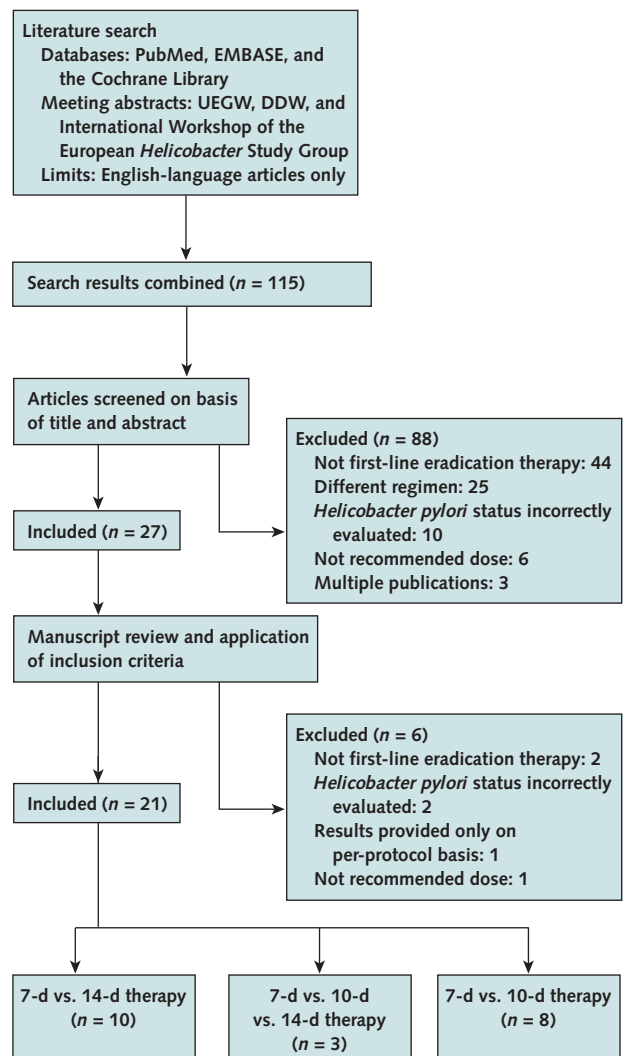 Literature search
Databases: PubMed, EMBASE, and
the Cochrane Library
Meeting abstracts: UEGW, DDW, and
International Workshop of the
European Helicobacter Study Group
Limits: English-language articles only
Search results combined (n = 115)
Articles screened on basis
of title and abstract
Excluded (n = 88)
Not first-line eradication therapy: 44
Different regimen: 25
Helicobacter pylori status incorrectly
evaluated: 10
Not recommended dose: 6
Multiple publications: 3
Included (n = 27)
Manuscript review and application
of inclusion criteria
Excluded (n = 6)
Not first-line eradication therapy: 2
Helicobacter pylori status incorrectly
evaluated: 2
Results provided only on
per-protocol basis: 1
Not recommended dose: 1
Included (n = 21)
7-d vs. 14-d therapy
(n = 10)
7-d vs. 10-d
vs. 14-d therapy
(n = 3)
7-d vs. 10-d therapy
(n = 8)